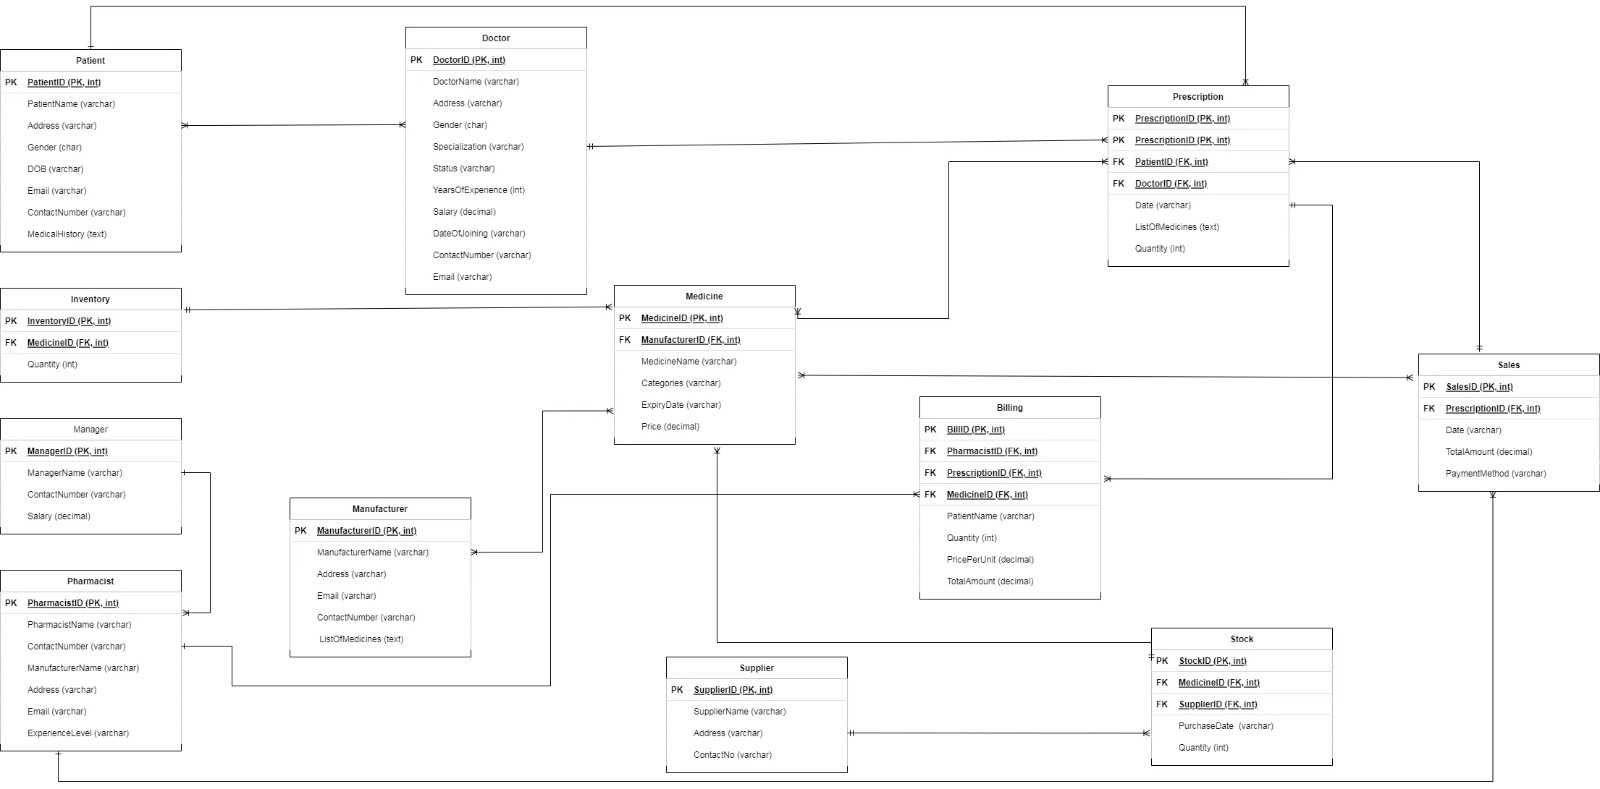 Patient
PK PatientID (PK, int)
PatientName (varchar)
Address (varchar)
Gender (char)
DOB (varchar)
Email (varchar)
ContactNumber (varchar)
MedicalHistory (text)
Doctor
PK DoctorID (PK, int)
DoctorName (varchar)
Address (varchar)
Gender (char)
Specialization (varchar)
Status (varchar)
YearsOfExperience (int)
Salary (decimal)
DateOfJoining (varchar)
ContactNumber (varchar)
Email (varchar)
Prescription
PK PrescriptionID (PK, int)
PK PrescriptionID (PK, int)
FK PatientID (FK, int)
FK DoctorID (FK, int)
Date (varchar)
ListOfMedicines (text)
Quantity (int)
Inventory
PK InventoryID (PK, int)
FK MedicineID (FK, int)
Quantity (int)
Medicine
PK MedicineID (PK, int)
FK ManufacturerID (FK, int)
MedicineName (varchar)
Categories (varchar)
ExpiryDate (varchar)
Price (decimal)
Sales
PK SalesID (PK, int)
FK PrescriptionID (FK, int)
Date (varchar)
TotalAmount (decimal)
PaymentMethod (varchar)
Manager
PK ManagerID (PK, int)
ManagerName (varchar)
ContactNumber (varchar)
Salary (decimal)
Billing
PK BillID (PK, int)
FK PharmacistID (FK, int)
FK PrescriptionID (FK, int)
FK MedicineID (FK, int)
PatientName (varchar)
Quantity (int)
PricePerUnit (decimal)
TotalAmount (decimal)
Manufacturer
PK ManufacturerID (PK, int)
ManufacturerName (varchar)
Address (varchar)
Email (varchar)
ContactNumber (varchar)
ListOfMedicines (text)
Pharmacist
PK PharmacistID (PK, int)
PharmacistName (varchar)
ContactNumber (varchar)
ManufacturerName (varchar)
Address (varchar)
Email (varchar)
ExperienceLevel (varchar)
Supplier
PK SupplierID (PK, int)
SupplierName (varchar)
Address (varchar)
ContactNo (varchar)
Stock
PK StockID (PK, int)
FK MedicineID (FK, int)
FK SupplierID (FK, int)
PurchaseDate (varchar)
Quantity (int)